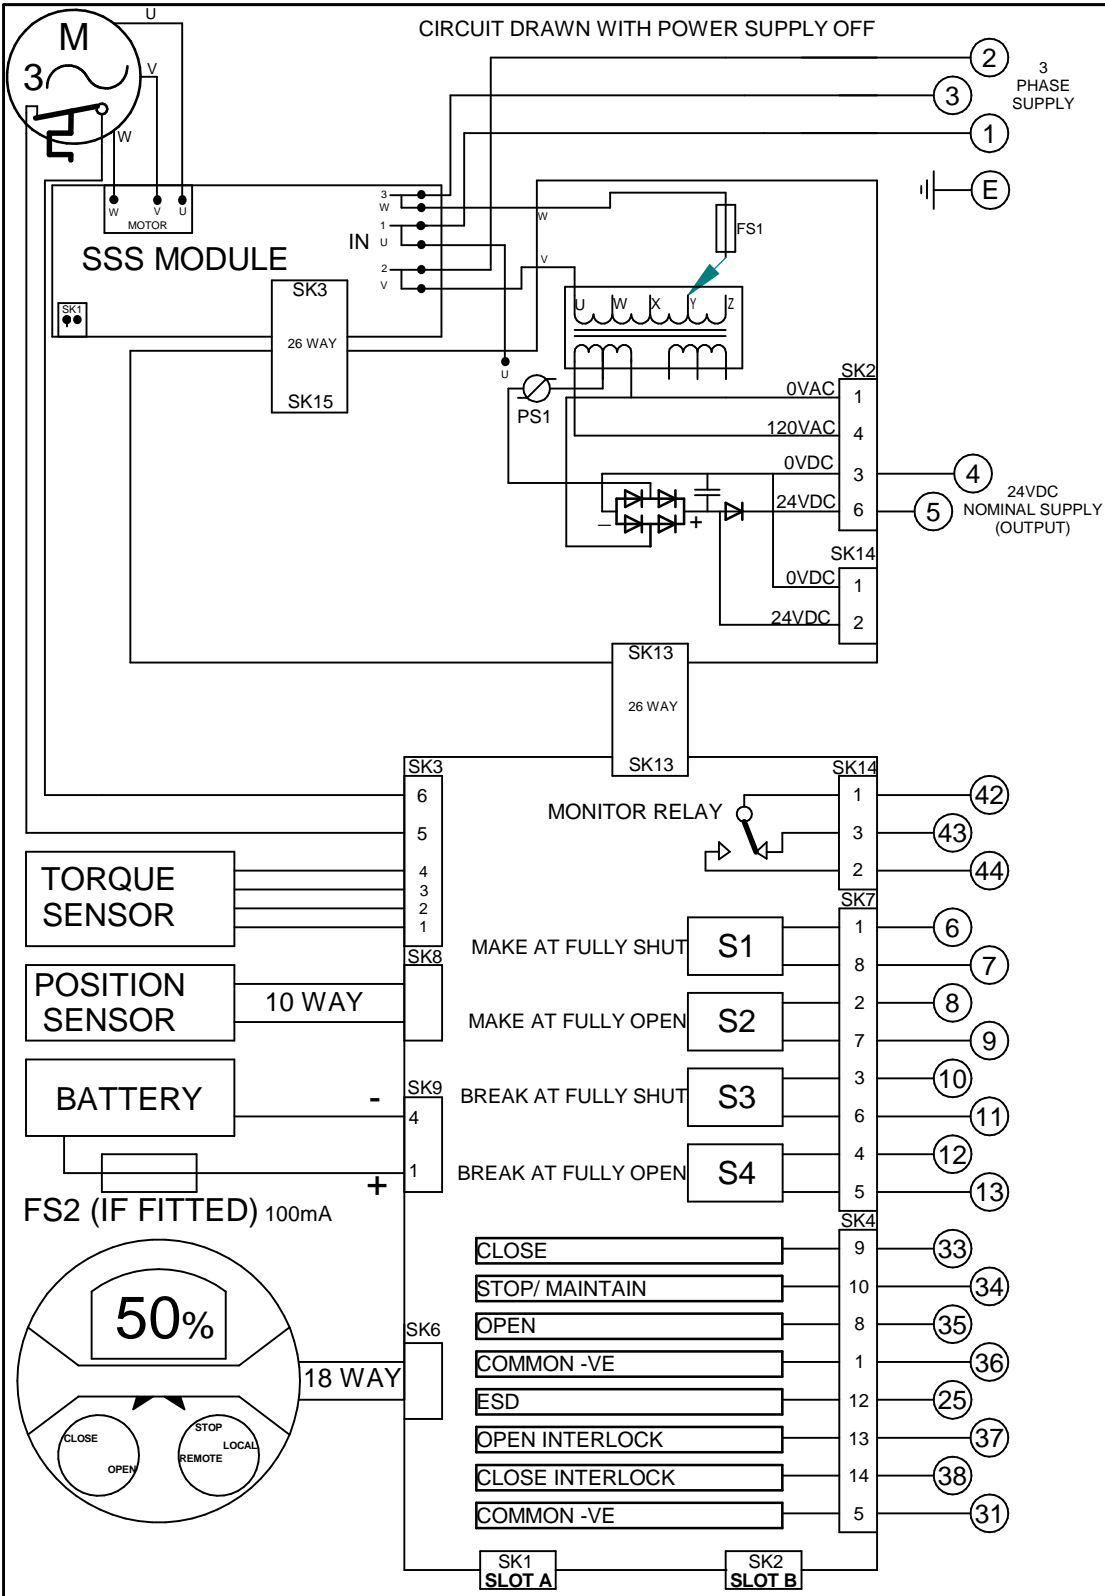 U
CIRCUIT DRAWN WITH POWER SUPPLY OFF
M
3
V
W
2
3
1
3
PHASE
SUPPLY
E
W V U
MOTOR
SSS MODULE
IN
3
W
1
U
2
V
W
V
FS1
SK1
SK3
26 WAY
SK15
U W X Y Z
U
PS1
SK2
0VAC 1
120VAC 4
0VDC 3 4
24VDC 6 5
24VDC
NOMINAL SUPPLY
(OUTPUT)
— +
SK14
0VDC 1
24VDC 2
SK13
26 WAY
SK13
SK3
6
5
4
3
2
1
TORQUE
SENSOR
SK14
MONITOR RELAY
1 42
3 43
2 44
SK7
MAKE AT FULLY SHUT S1 1 6
8 7
MAKE AT FULLY OPEN S2 2 8
7 9
BREAK AT FULLY SHUT S3 3 10
6 11
BREAK AT FULLY OPEN S4 4 12
5 13
SK8
POSITION
SENSOR
10 WAY
SK9
BATTERY
- 4
+ 1
FS2 (IF FITTED) 100mA
SK4
CLOSE 9 33
STOP/ MAINTAIN 10 34
OPEN 8 35
COMMON -VE 1 36
ESD 12 25
OPEN INTERLOCK 13 37
CLOSE INTERLOCK 14 38
COMMON -VE 5 31
50%
SK6
18 WAY
CLOSE
OPEN
STOP
LOCAL
REMOTE
SK1
SLOT A
SK2
SLOT B